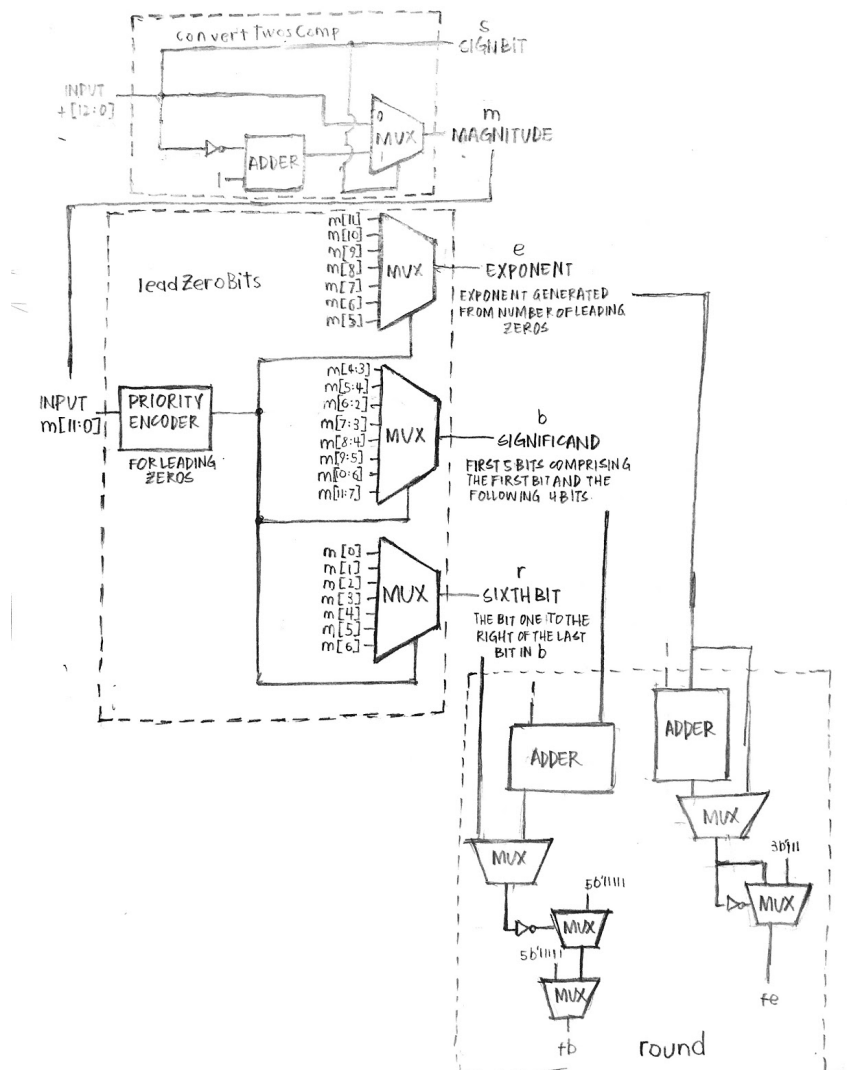 convertTwosComp
S
SIGNBIT
INPUT
+[12:0]
0
MUX
1
ADDER
1
m
MAGNITUDE
leadZeroBits
m[11]
m[10]
m[9]
m[8]
m[7]
m[6]
m[5]
MUX
e
EXPONENT
EXPONENT GENERATED
FROM NUMBER OF LEADING
ZEROS
INPUT
m[11:0]
PRIORITY
ENCODER
FOR LEADING
ZEROS
m[4:3]
m[5:4]
m[6:2]
m[7:3]
m[8:4]
m[9:5]
m[10:6]
m[11:7]
MUX
b
SIGNIFICAND
FIRST 5 BITS COMPRISING
THE FIRST BIT AND THE
FOLLOWING 4 BITS.
m[0]
m[1]
m[2]
m[3]
m[4]
m[5]
m[6]
MUX
r
SIXTH BIT
THE BIT ONE TO THE
RIGHT OF THE LAST
BIT IN b
1
ADDER
ADDER
MUX
MUX
5b'11111
MUX
3b'111
MUX
5b'11111
MUX
fb
fe
round